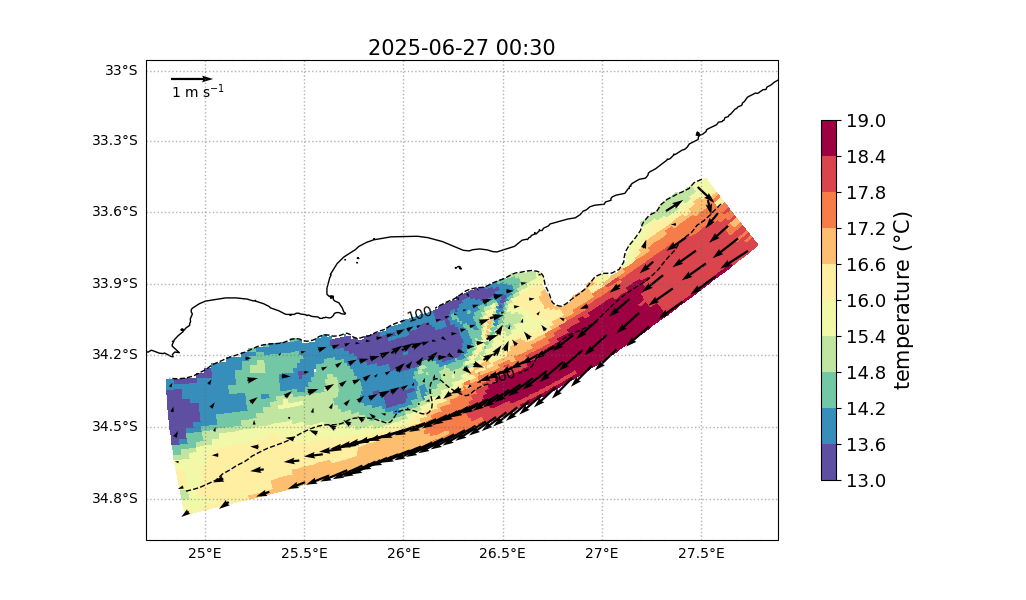 2025-06-27 00:30
1 m s⁻¹
33°S
33.3°S
33.6°S
33.9°S
34.2°S
34.5°S
34.8°S
25°E
25.5°E
26°E
26.5°E
27°E
27.5°E
100
500
19.0
18.4
17.8
17.2
16.6
16.0
15.4
14.8
14.2
13.6
13.0
temperature (°C)